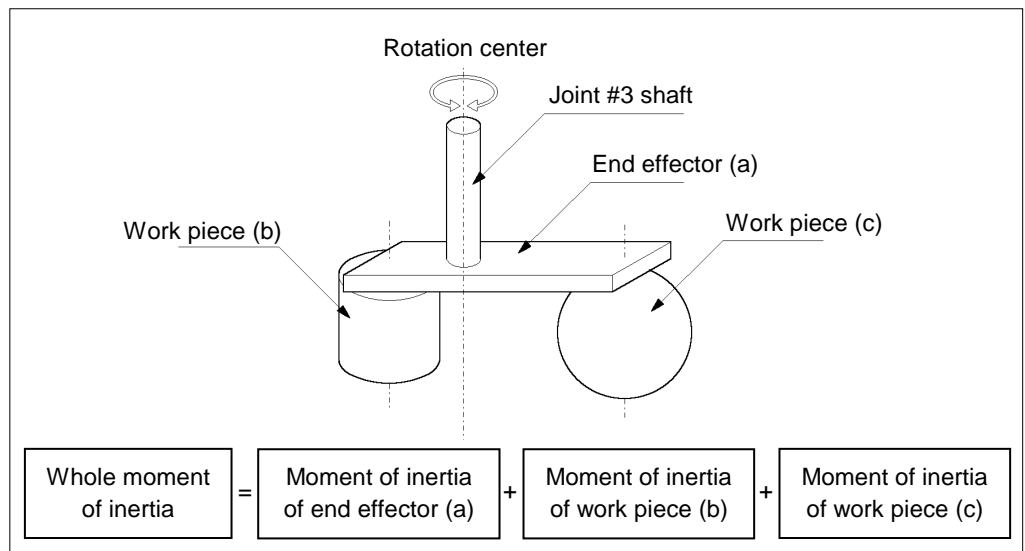 Rotation center
Joint #3 shaft
End effector (a)
Work piece (b)
Work piece (c)
Whole moment
of inertia
=
Moment of inertia
of end effector (a)
+
Moment of inertia
of work piece (b)
+
Moment of inertia
of work piece (c)